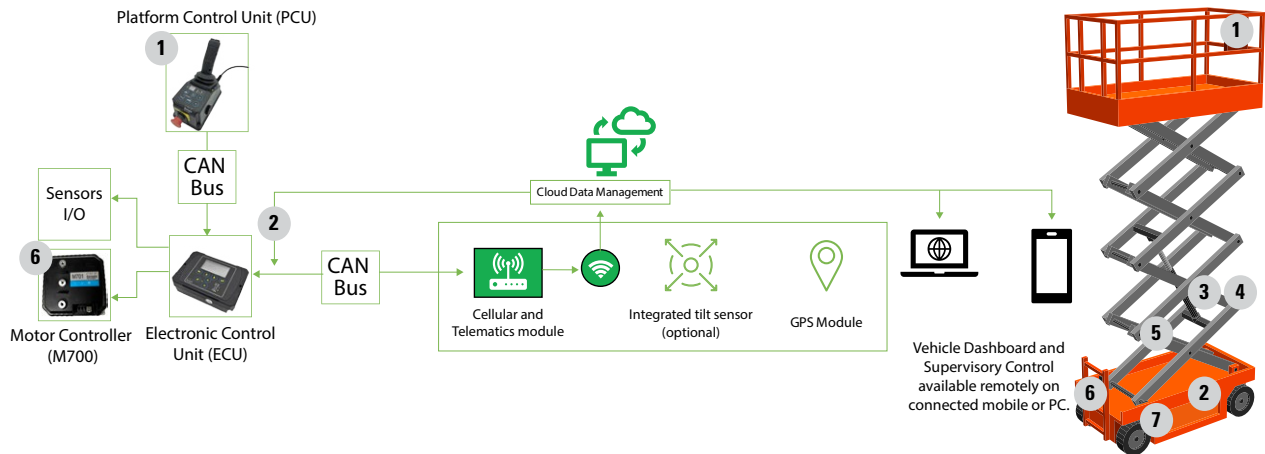 Platform Control Unit (PCU)
1
CAN
Bus
Sensors
I/O
6
Motor Controller
(M700)
Electronic Control
Unit (ECU)
2
CAN
Bus
Cloud Data Management
Cellular and
Telematics module
Integrated tilt sensor
(optional)
GPS Module
Vehicle Dashboard and
Supervisory Control
available remotely on
connected mobile or PC.
1
3
4
5
6
2
7